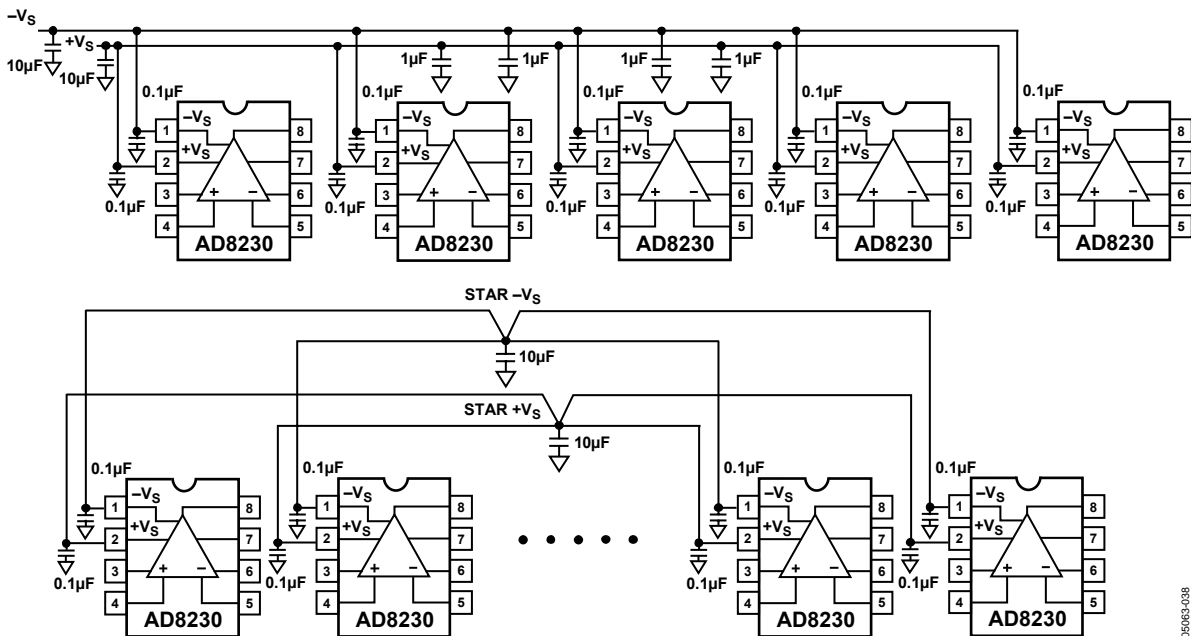 –VS
+VS
10µF
10µF
1µF
1µF
1µF
1µF
0.1µF
0.1µF
0.1µF
0.1µF
0.1µF
–VS
–VS
–VS
–VS
–VS
1 8
1 8
1 8
1 8
1 8
+VS
+VS
+VS
+VS
+VS
2 7
2 7
2 7
2 7
2 7
3 + – 6
3 + – 6
3 + – 6
3 + – 6
3 + – 6
0.1µF
0.1µF
0.1µF
0.1µF
0.1µF
4 5
4 5
4 5
4 5
4 5
AD8230
AD8230
AD8230
AD8230
AD8230
STAR –VS
10µF
STAR +VS
10µF
0.1µF
0.1µF
0.1µF
0.1µF
–VS
–VS
–VS
–VS
1 8
1 8
1 8
1 8
+VS
+VS
+VS
+VS
2 7
2 7
2 7
2 7
3 + – 6
3 + – 6
3 + – 6
3 + – 6
0.1µF
0.1µF
0.1µF
0.1µF
4 5
4 5
4 5
4 5
AD8230
AD8230
AD8230
AD8230
05063-038